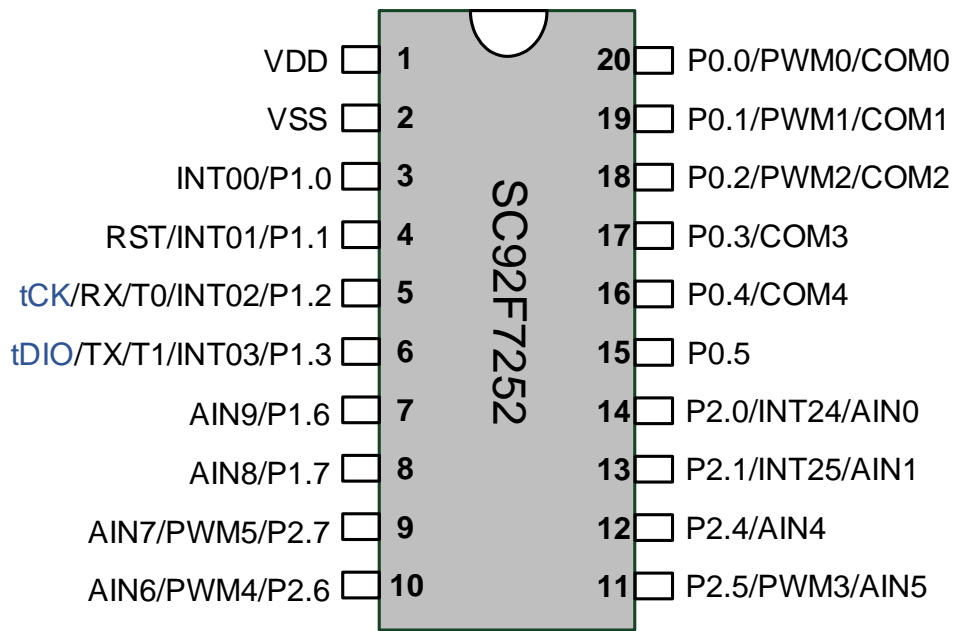 VDD 1 20 P0.0/PWM0/COM0
VSS 2 19 P0.1/PWM1/COM1
INT00/P1.0 3 18 P0.2/PWM2/COM2
RST/INT01/P1.1 4 17 P0.3/COM3
tCK/RX/T0/INT02/P1.2 5 16 P0.4/COM4
tDIO/TX/T1/INT03/P1.3 6 15 P0.5
AIN9/P1.6 7 14 P2.0/INT24/AIN0
AIN8/P1.7 8 13 P2.1/INT25/AIN1
AIN7/PWM5/P2.7 9 12 P2.4/AIN4
AIN6/PWM4/P2.6 10 11 P2.5/PWM3/AIN5
SC92F7252